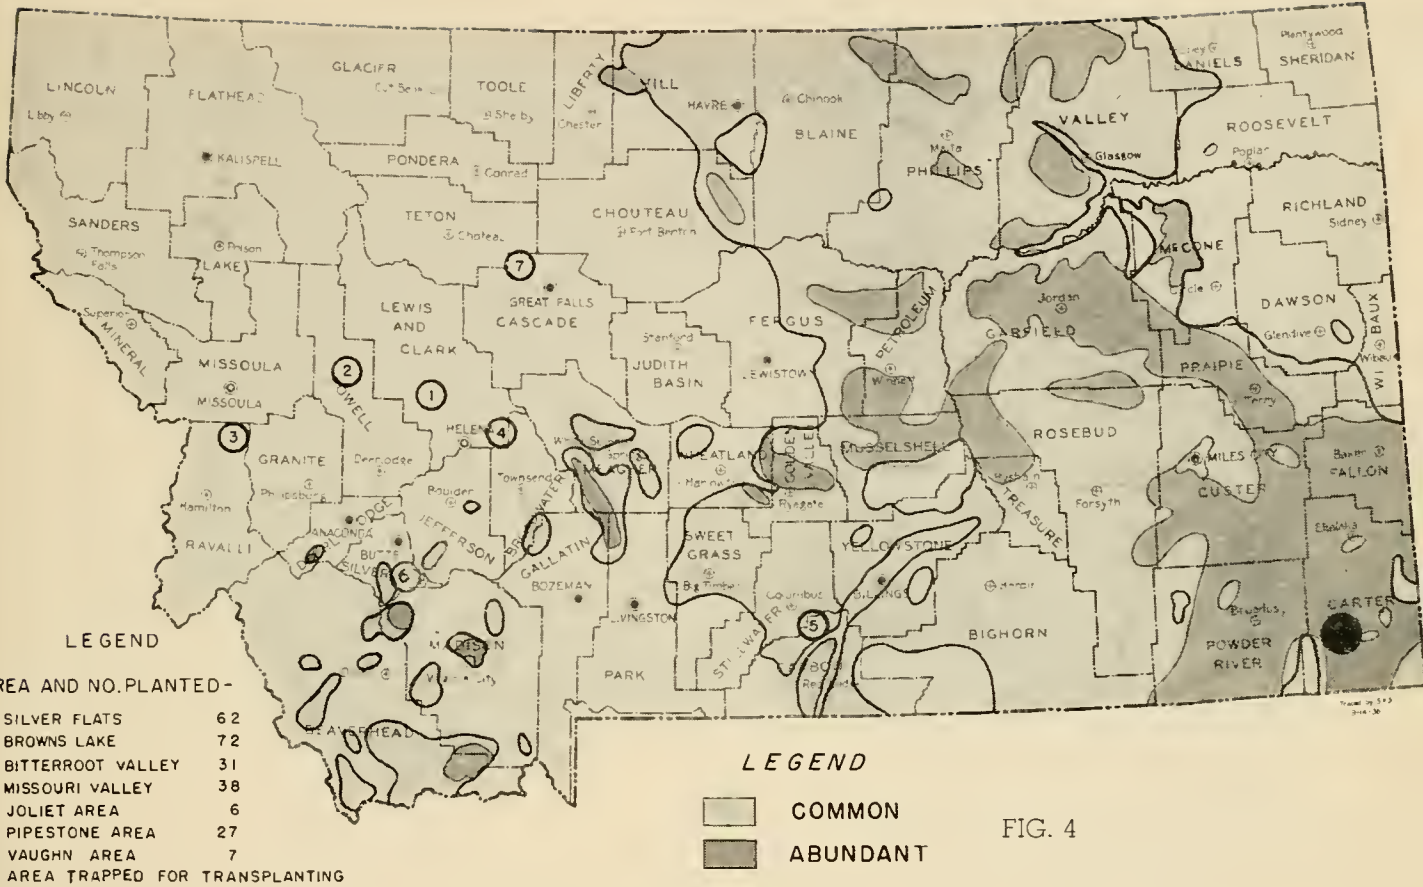 LINCOLN
Libby
FLATHEAD
KALISPELL
GLACIER
TOOLE
Shelby
LIBERTY
Chester
HILL
HAVRE
Chinook
BLAINE
Malta
PHILLIPS
VALLEY
Glasgow
DANIELS
Plentywood
SHERIDAN
ROOSEVELT
Poplar
PONDERA
Conrad
TETON
Choteau
CHOUTEAU
Fort Benton
SANDERS
Thompson
Falls
Polson
LAKE
Superior
MINERAL
MISSOULA
MISSOULA
LEWIS
AND
CLARK
7
GREAT FALLS
CASCADE
Stanford
JUDITH
BASIN
FERGUS
LEWISTOWN
PETROLEUM
Winnett
Jordan
GARFIELD
McCONE
Circle
RICHLAND
Sidney
DAWSON
Glendive
WIBAUX
Wibaux
PRAIRIE
Terry
2
POWELL
1
HELENA
4
3
GRANITE
Philipsburg
Deerlodge
Hamilton
RAVALLI
ANACONDA
DEERLODGE
BUTTE
SILVER
6
Boulder
JEFFERSON
Townsend
BROADWATER
MEAGHER
WHEATLAND
GOLDEN
VALLEY
Ryegate
MUSSELSHELL
ROSEBUD
Forsyth
TREASURE
MILES CITY
CUSTER
Baker
FALLON
Ekalaka
CARTER
Broadus
POWDER
RIVER
GALLATIN
BOZEMAN
LIVINGSTON
PARK
SWEET
GRASS
Big Timber
STILLWATER
Columbus
5
YELLOWSTONE
BILLINGS
CARBON
Hardin
BIGHORN
MADISON
BEAVERHEAD
LEGEND
AREA AND NO. PLANTED-
SILVER FLATS 62
BROWNS LAKE 72
BITTERROOT VALLEY 31
MISSOURI VALLEY 38
JOLIET AREA 6
PIPESTONE AREA 27
VAUGHN AREA 7
AREA TRAPPED FOR TRANSPLANTING
LEGEND
COMMON
ABUNDANT
FIG. 4